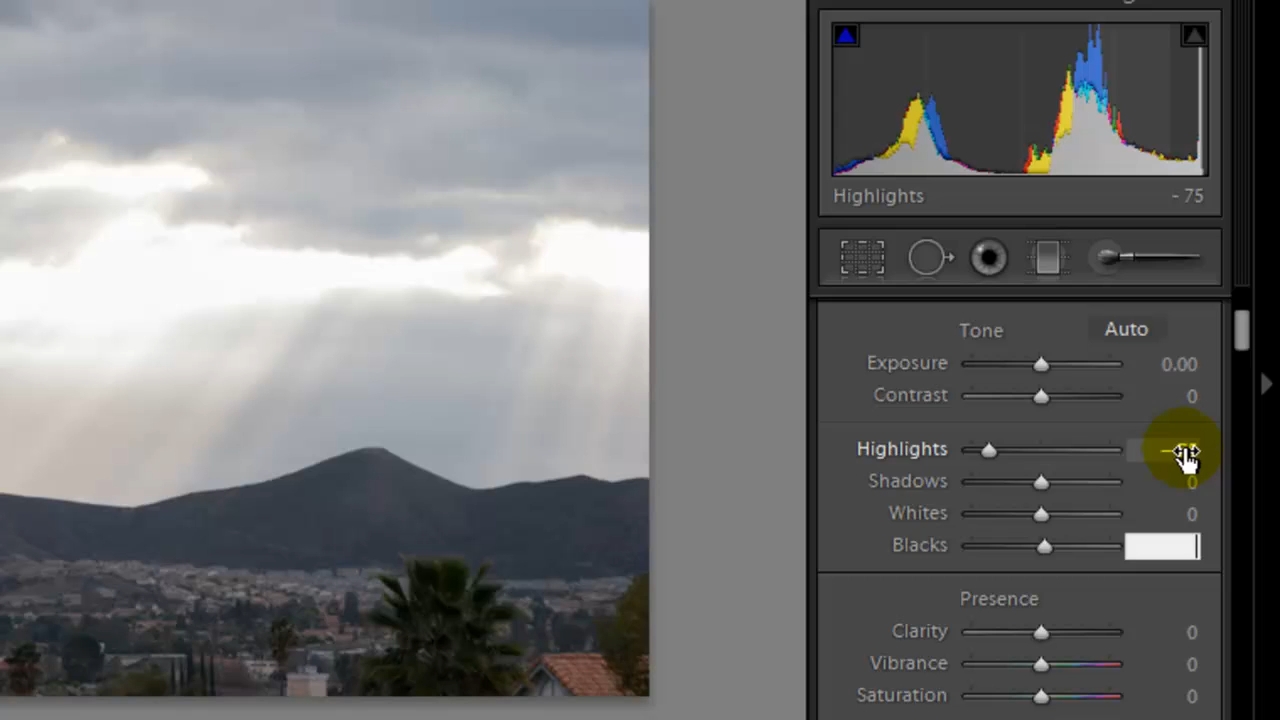 Highlights - 75
Tone Auto
Exposure 0.00
Contrast 0
Highlights
Shadows 0
Whites 0
Blacks
Presence
Clarity 0
Vibrance 0
Saturation 0